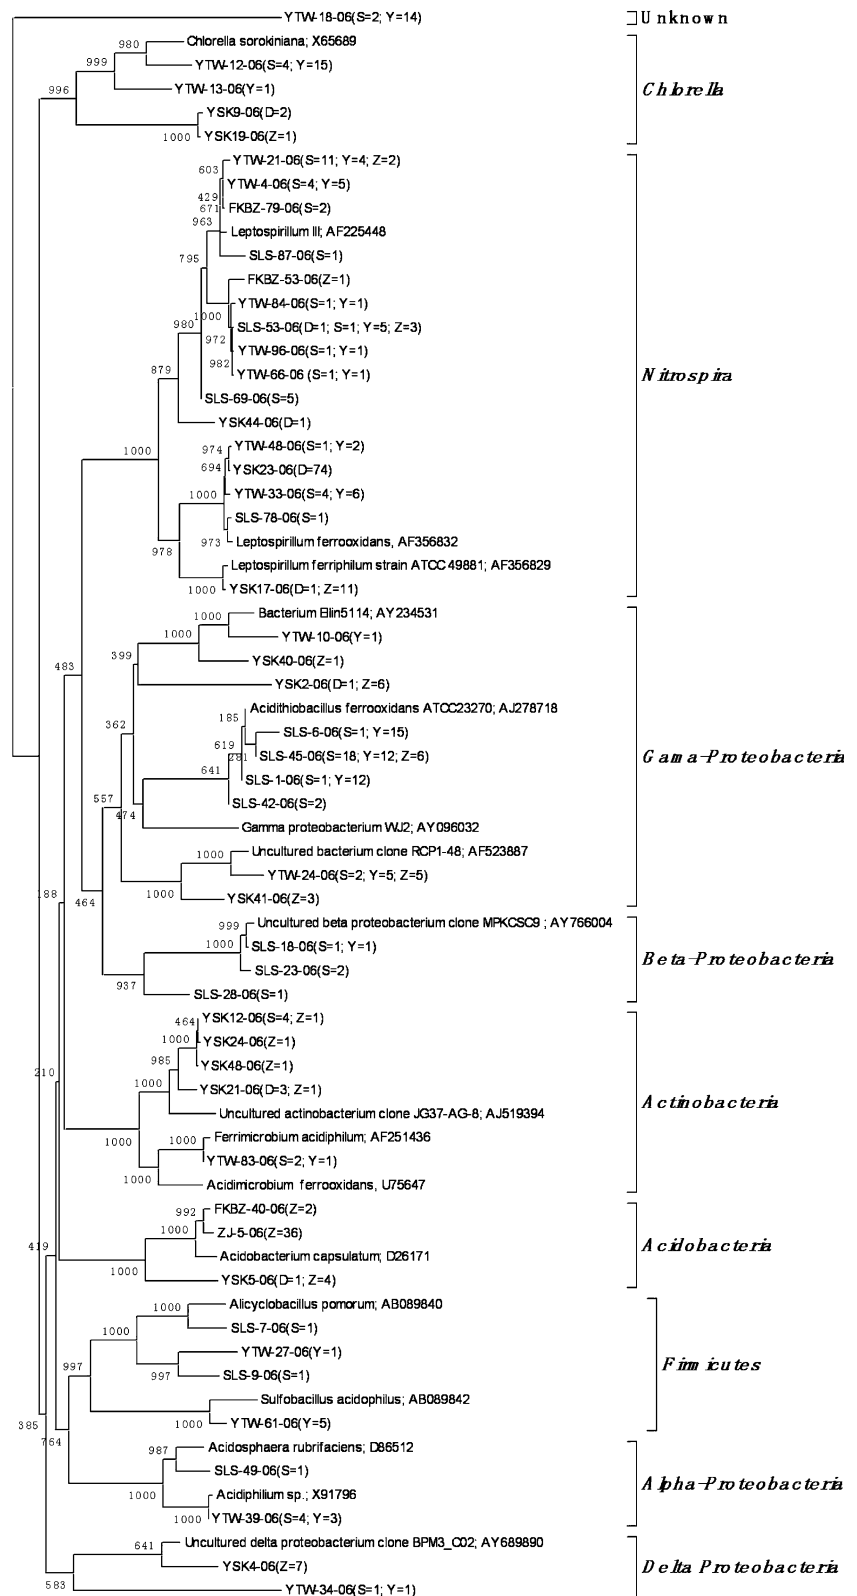 YTW-18-06(S=2; Y=14)
Unknown
980
Chlorella sorokiniana; X65689
999
YTW-12-06(S=4; Y=15)
996
YTW-13-06(Y=1)
Chlorella
YSK9-06(D=2)
1000
YSK19-06(Z=1)
YTW-21-06(S=11; Y=4; Z=2)
603
YTW-4-06(S=4; Y=5)
429
671
FKBZ-79-06(S=2)
963
Leptospirillum III; AF225448
795
SLS-87-06(S=1)
FKBZ-53-06(Z=1)
YTW-84-06(S=1; Y=1)
1000
980
SLS-53-06(D=1; S=1; Y=5; Z=3)
972
YTW-96-06(S=1; Y=1)
982
879
YTW-66-06 (S=1; Y=1)
Nitrospira
SLS-69-06(S=5)
YSK44-06(D=1)
1000
974
YTW-48-06(S=1; Y=2)
694
YSK23-06(D=74)
1000
YTW-33-06(S=4; Y=6)
SLS-78-06(S=1)
973
Leptospirillum ferrooxidans, AF356832
978
Leptospirillum ferriphilum strain ATCC 49881; AF356829
1000
YSK17-06(D=1; Z=11)
1000
Bacterium Ellin5114; AY234531
1000
YTW-10-06(Y=1)
399
YSK40-06(Z=1)
483
YSK2-06(D=1; Z=6)
Acidithiobacillus ferrooxidans ATCC23270; AJ278718
185
362
SLS-6-06(S=1; Y=15)
619
281
SLS-45-06(S=18; Y=12; Z=6)
Gama-Proteobacteria
641
SLS-1-06(S=1; Y=12)
557
SLS-42-06(S=2)
474
Gamma proteobacterium WJ2; AY096032
1000
Uncultured bacterium clone RCP1-48; AF523887
YTW-24-06(S=2; Y=5; Z=5)
188
1000
YSK41-06(Z=3)
464
999
Uncultured beta proteobacterium clone MPKCSC9 ; AY766004
1000
SLS-18-06(S=1; Y=1)
Beta-Proteobacteria
SLS-23-06(S=2)
937
SLS-28-06(S=1)
464
YSK12-06(S=4; Z=1)
1000
YSK24-06(Z=1)
985
YSK48-06(Z=1)
210
1000
YSK21-06(D=3; Z=1)
Actinobacteria
Uncultured actinobacterium clone JG37-AG-8; AJ519394
1000
1000
Ferrimicrobium acidiphilum; AF251436
YTW-83-06(S=2; Y=1)
1000
Acidimicrobium ferrooxidans, U75647
992
FKBZ-40-06(Z=2)
1000
ZJ-5-06(Z=36)
419
Acidobacterium capsulatum; D26171
Acidobacteria
1000
YSK5-06(D=1; Z=4)
1000
Alicyclobacillus pomorum; AB089840
1000
SLS-7-06(S=1)
997
YTW-27-06(Y=1)
Firmicutes
997
SLS-9-06(S=1)
Sulfobacillus acidophilus; AB089842
385
1000
YTW-61-06(Y=5)
764
987
Acidosphaera rubrifaciens; D86512
SLS-49-06(S=1)
Alpha-Proteobacteria
1000
Acidiphilium sp.; X91796
1000
YTW-39-06(S=4; Y=3)
641
Uncultured delta proteobacterium clone BPM3_C02; AY689890
YSK4-06(Z=7)
Delta Proteobacteria
583
YTW-34-06(S=1; Y=1)